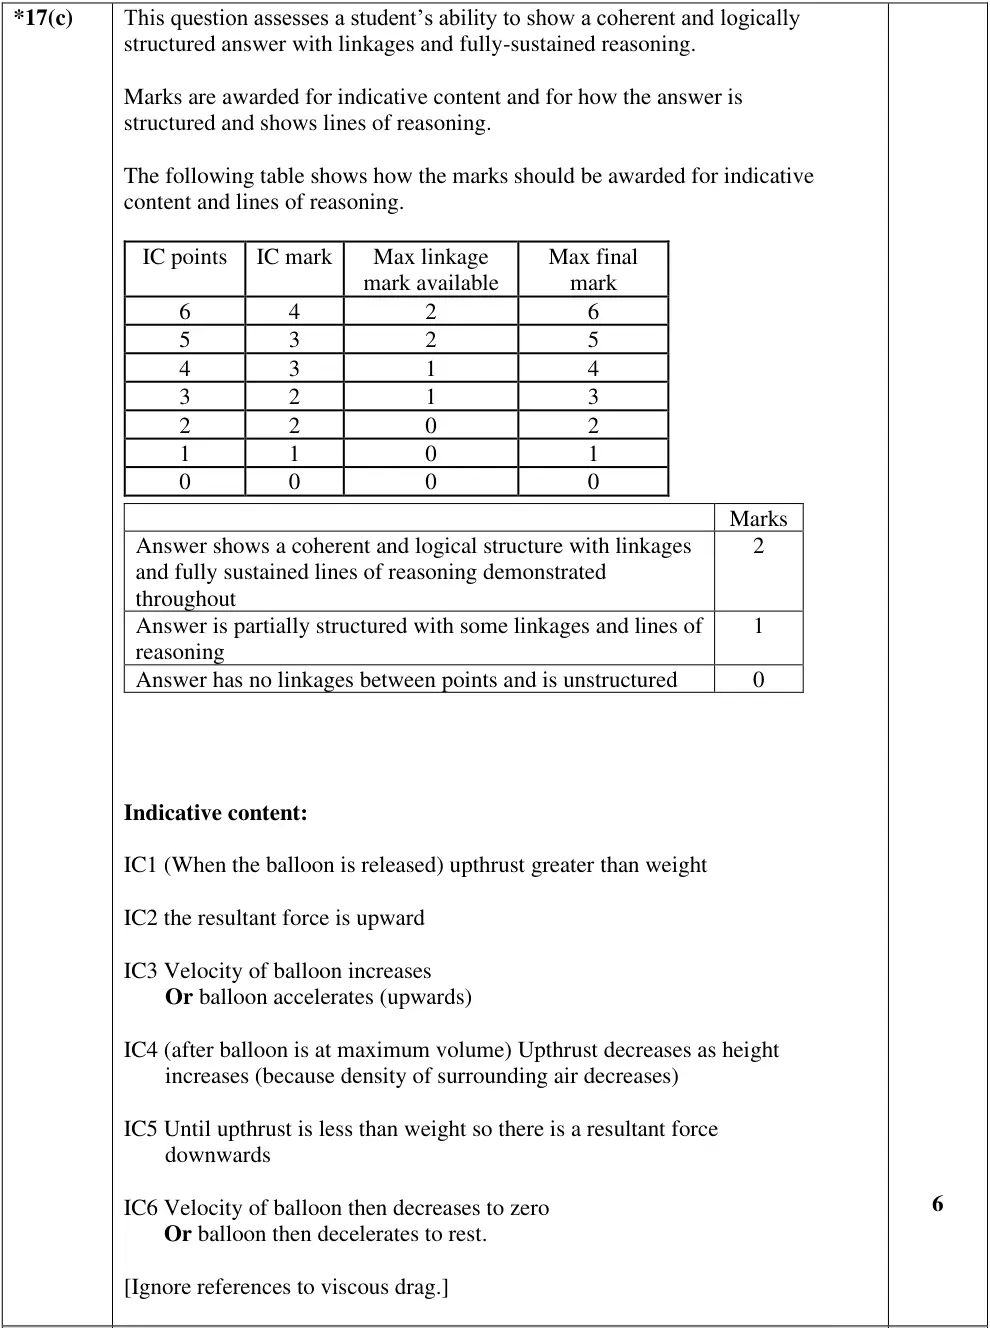 *17(c)
This question assesses a student’s ability to show a coherent and logically
structured answer with linkages and fully-sustained reasoning.
Marks are awarded for indicative content and for how the answer is
structured and shows lines of reasoning.
The following table shows how the marks should be awarded for indicative
content and lines of reasoning.
IC points IC mark Max linkage mark available Max final mark
6 4 2 6
5 3 2 5
4 3 1 4
3 2 1 3
2 2 0 2
1 1 0 1
0 0 0 0
Marks
Answer shows a coherent and logical structure with linkages 2
and fully sustained lines of reasoning demonstrated
throughout
Answer is partially structured with some linkages and lines of 1
reasoning
Answer has no linkages between points and is unstructured 0
Indicative content:
IC1 (When the balloon is released) upthrust greater than weight
IC2 the resultant force is upward
IC3 Velocity of balloon increases
Or balloon accelerates (upwards)
IC4 (after balloon is at maximum volume) Upthrust decreases as height
increases (because density of surrounding air decreases)
IC5 Until upthrust is less than weight so there is a resultant force
downwards
IC6 Velocity of balloon then decreases to zero
6
Or balloon then decelerates to rest.
[Ignore references to viscous drag.]